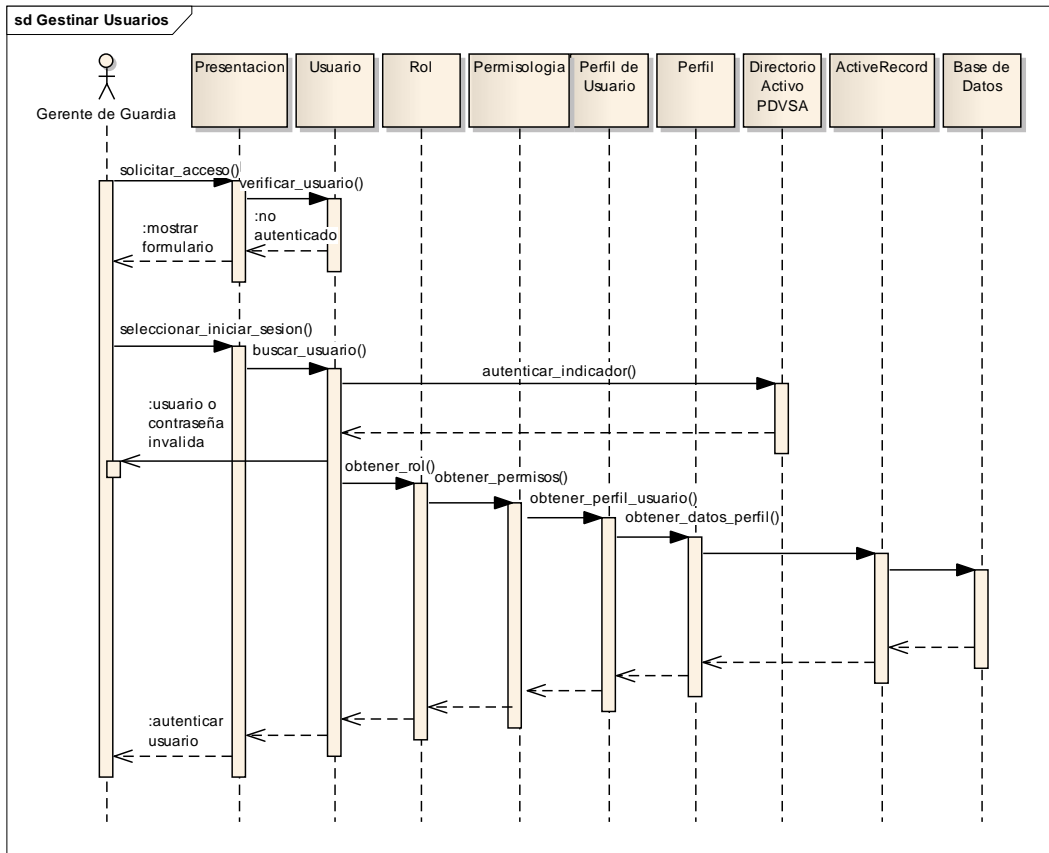 sd Gestinar Usuarios
Gerente de Guardia
Presentacion
Usuario
Rol
Permisologia
Perfil de
Usuario
Perfil
Directorio
Activo
PDVSA
ActiveRecord
Base de
Datos
solicitar_acceso()
verificar_usuario()
:no
autenticado
:mostrar
formulario
seleccionar_iniciar_sesion()
buscar_usuario()
autenticar_indicador()
:usuario o
contraseña
invalida
obtener_rol()
obtener_permisos()
obtener_perfil_usuario()
obtener_datos_perfil()
:autenticar
usuario